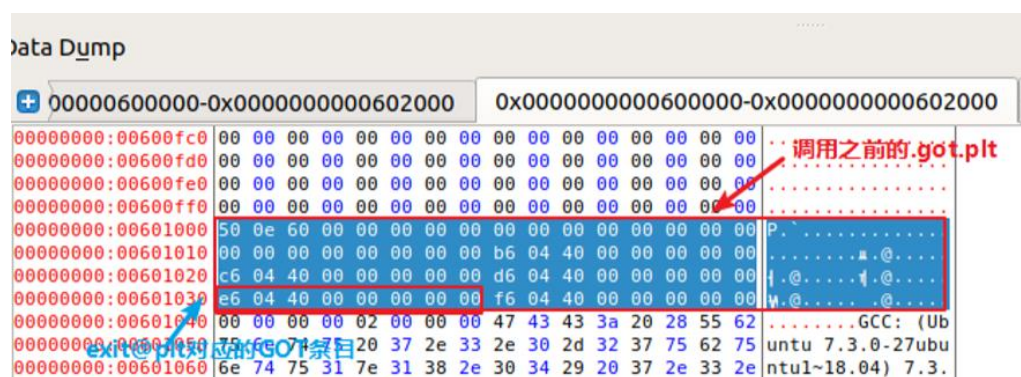 Data Dump
00000600000-0x0000000000602000 0x0000000000600000-0x0000000000602000
00000000:00600fc0 00 00 00 00 00 00 00 00 00 00 00 00 00 00 00 00
调用之前的.got.plt
00000000:00600fd0 00 00 00 00 00 00 00 00 00 00 00 00 00 00 00 00
00000000:00600fe0 00 00 00 00 00 00 00 00 00 00 00 00 00 00 00 00 ................
00000000:00600ff0 00 00 00 00 00 00 00 00 00 00 00 00 00 00 00 00 ................
00000000:00601000 50 0e 60 00 00 00 00 00 00 00 00 00 00 00 00 00 P.`.............
00000000:00601010 00 00 00 00 00 00 00 00 b6 04 40 00 00 00 00 00
00000000:00601020 c6 04 40 00 00 00 00 00 d6 04 40 00 00 00 00 00
00000000:00601030 e6 04 40 00 00 00 00 00 f6 04 40 00 00 00 00 00
00000000:00601040 00 00 00 00 02 00 00 00 47 43 43 3a 20 28 55 62 ........GCC: (Ub
exit@plt对应的GOT条目
20 37 2e 33 2e 30 2d 32 37 75 62 75 untu 7.3.0-27ubu
00000000:00601060 6e 74 75 31 7e 31 38 2e 30 34 29 20 37 2e 33 2e ntu1~18.04) 7.3.